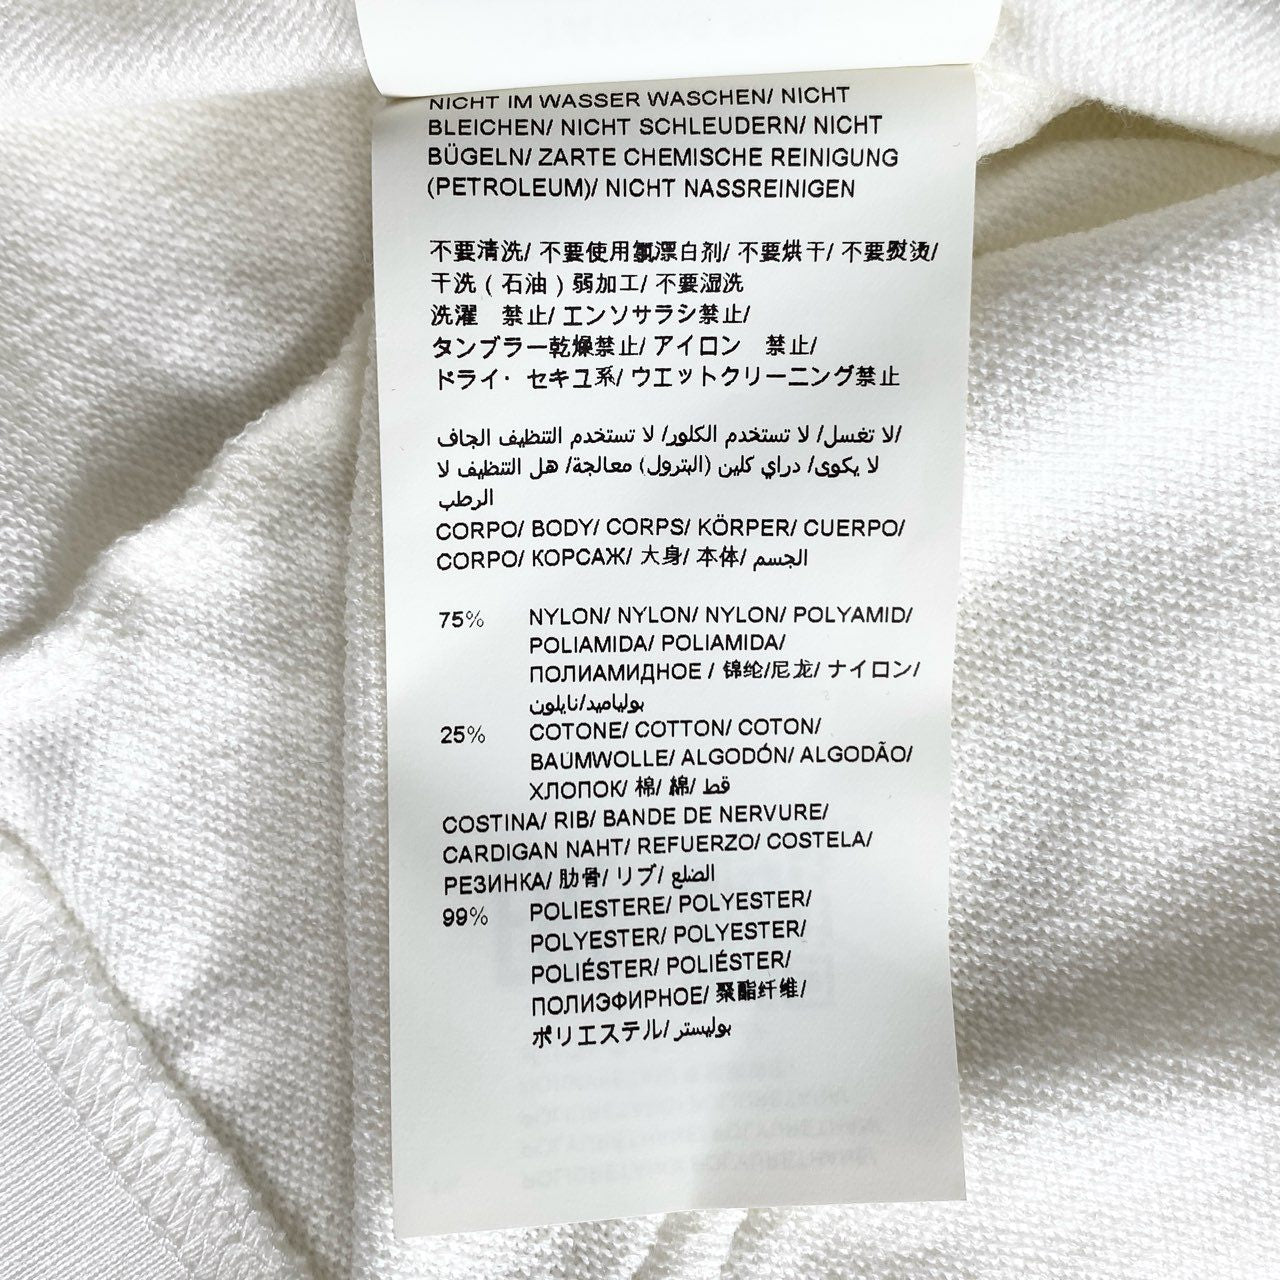 NICHT IM WASSER WASCHEN/ NICHT
BLEICHEN/ NICHT SCHLEUDERN/ NICHT
BÜGELN/ ZARTE CHEMISCHE REINIGUNG
(PETROLEUM)/ NICHT NASSREINIGEN
不要清洗/ 不要使用氯漂白剂/ 不要烘干/ 不要熨烫/
干洗 ( 石油 ) 弱加工/ 不要湿洗
洗濯　禁止/ エンソサラシ禁止/
タンブラー乾燥禁止/ アイロン　禁止/
ドライ・ セキユ系/ ウエットクリーニング禁止
لا تغسل/ لا تستخدم الكلور/ لا تستخدم التنظيف الجاف/
لا يكوى/ دراي كلين (البترول) معالجة/ هل التنظيف لا
الرطب
CORPO/ BODY/ CORPS/ KÖRPER/ CUERPO/
CORPO/ КОРСАЖ/ 大身/ 本体/ الجسم
75% NYLON/ NYLON/ NYLON/ POLYAMID/
POLIAMIDA/ POLIAMIDA/
ПОЛИАМИДНОЕ / 锦纶/尼龙/ ナイロン/
بولياميد/نايلون
25% COTONE/ COTTON/ COTON/
BAUMWOLLE/ ALGODÓN/ ALGODÃO/
ХЛОПОК/ 棉/ 綿/ قط
COSTINA/ RIB/ BANDE DE NERVURE/
CARDIGAN NAHT/ REFUERZO/ COSTELA/
РЕЗИНКА/ 肋骨/ リブ/ الضلع
99% POLIESTERE/ POLYESTER/
POLYESTER/ POLYESTER/
POLIÉSTER/ POLIÉSTER/
ПОЛИЭФИРНОЕ/ 聚酯纤维/
ポリエステル/ بوليستر